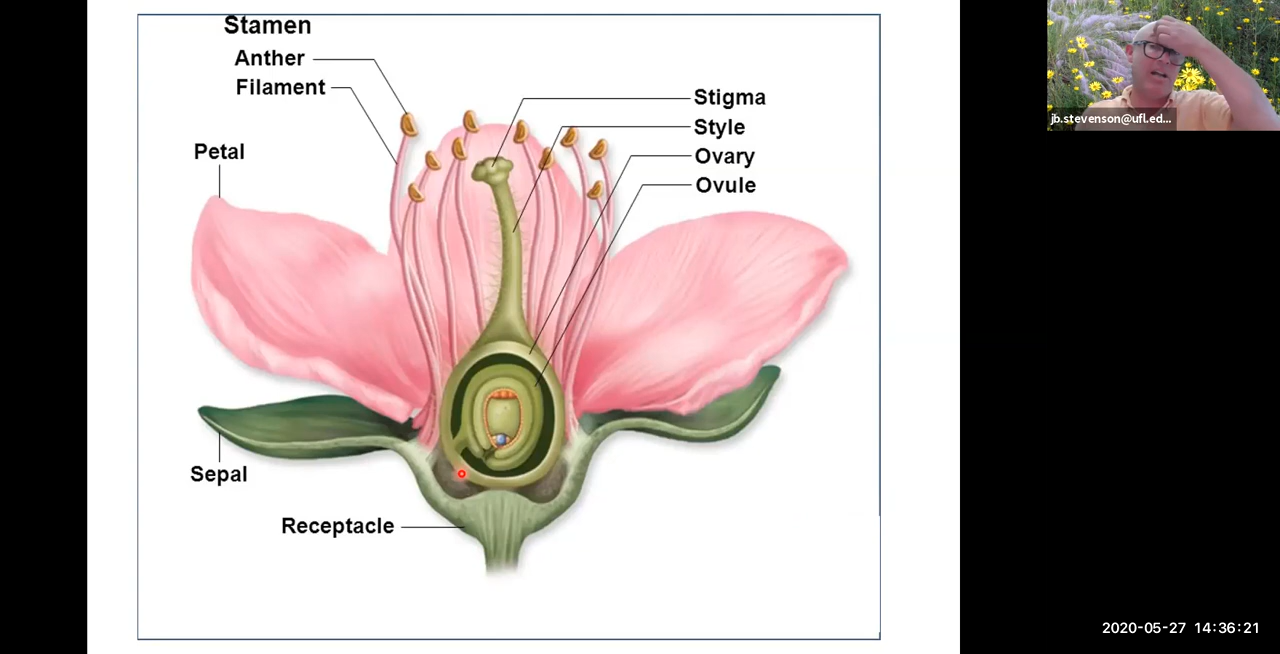 Stamen
Anther
Filament
Petal
Stigma
Style
Ovary
Ovule
Sepal
Receptacle
jb.stevenson@ufl.ed...
2020-05-27 14:36:21